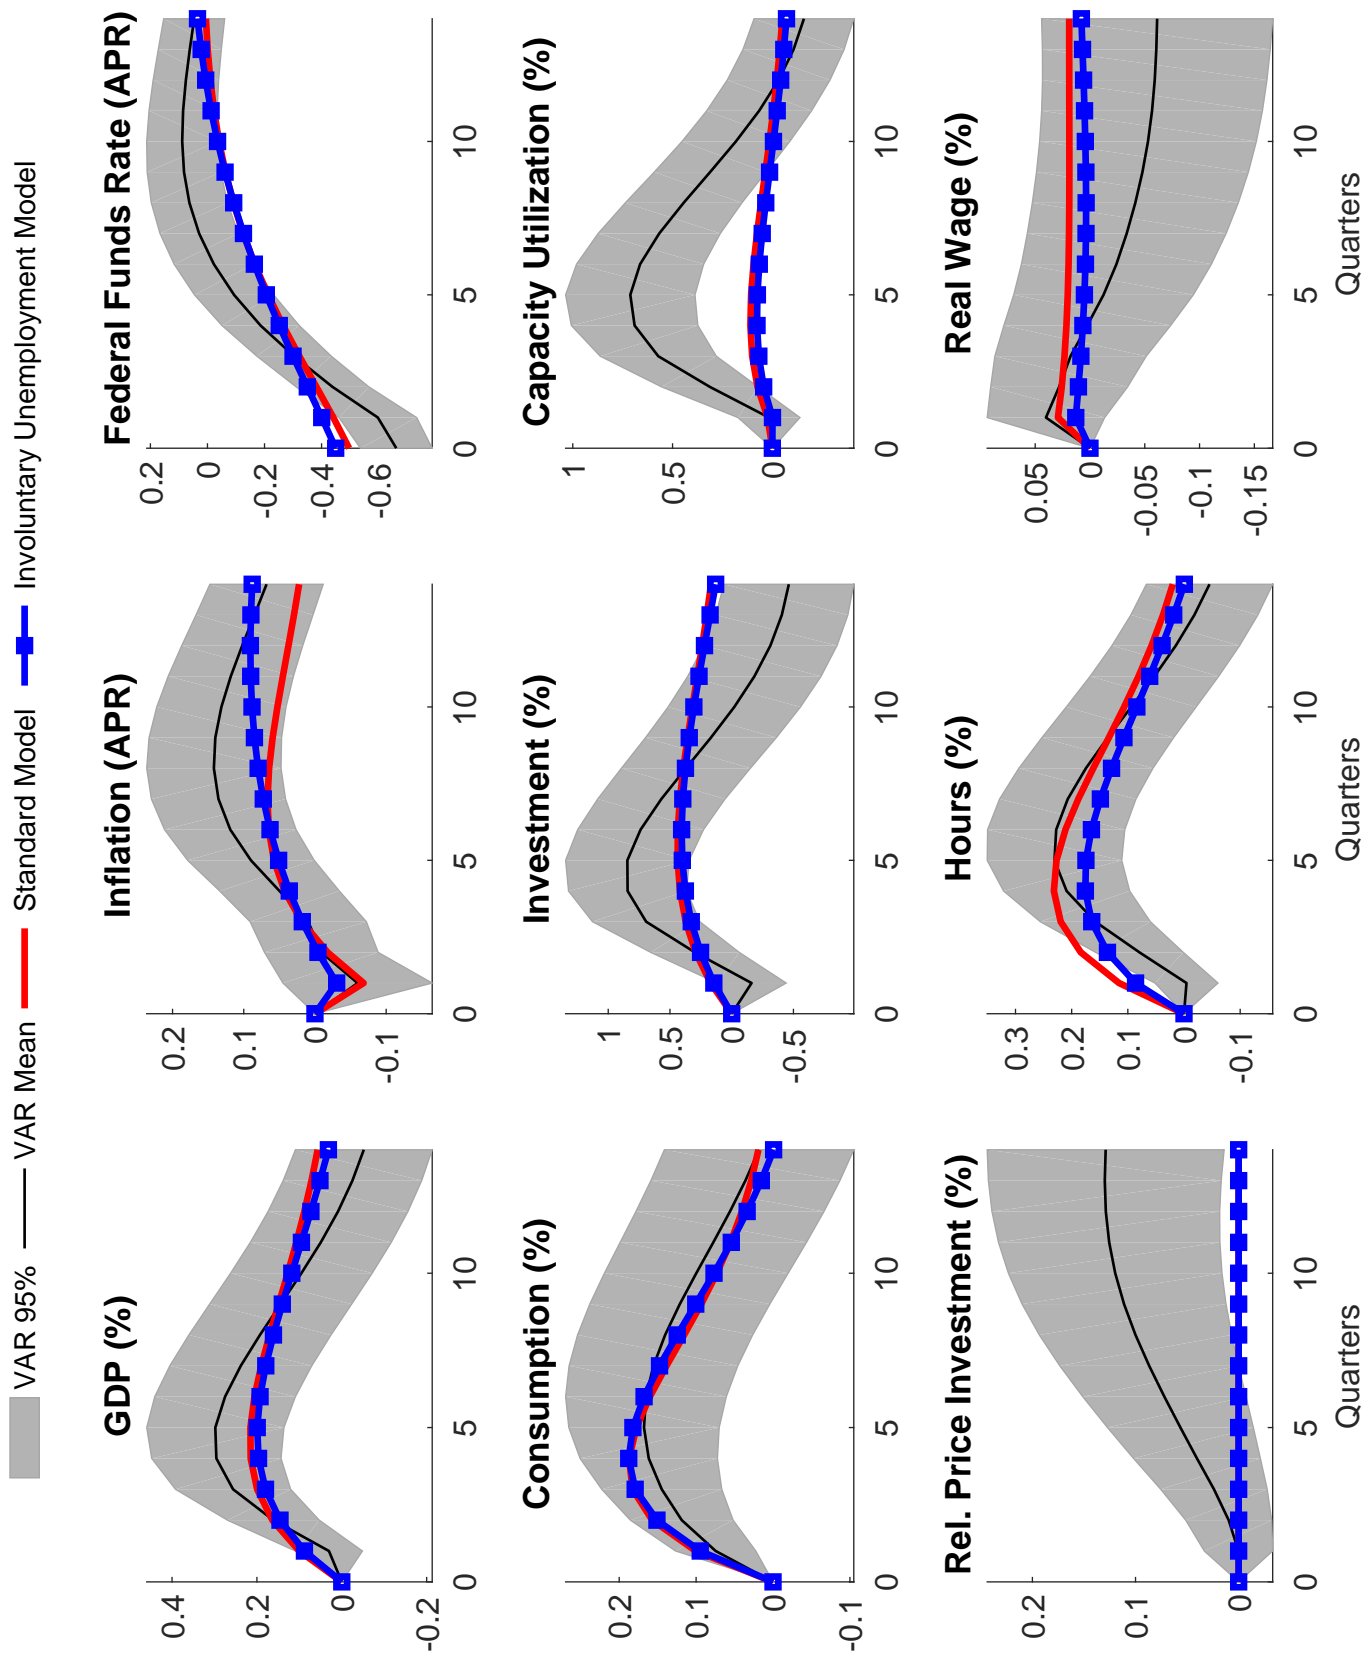 VAR 95% VAR Mean Standard Model Involuntary Unemployment Model
GDP (%)
0.4
0.2
0
-0.2
0 5 10
Inflation (APR)
0.2
0.1
0
-0.1
0 5 10
Federal Funds Rate (APR)
0.2
0
-0.2
-0.4
-0.6
0 5 10
Consumption (%)
0.2
0.1
0
-0.1
0 5 10
Investment (%)
1
0.5
0
-0.5
0 5 10
Capacity Utilization (%)
1
0.5
0
0 5 10
Rel. Price Investment (%)
0.2
0.1
0
0 5 10
Quarters
Hours (%)
0.3
0.2
0.1
0
-0.1
0 5 10
Quarters
Real Wage (%)
0.05
0
-0.05
-0.1
-0.15
0 5 10
Quarters